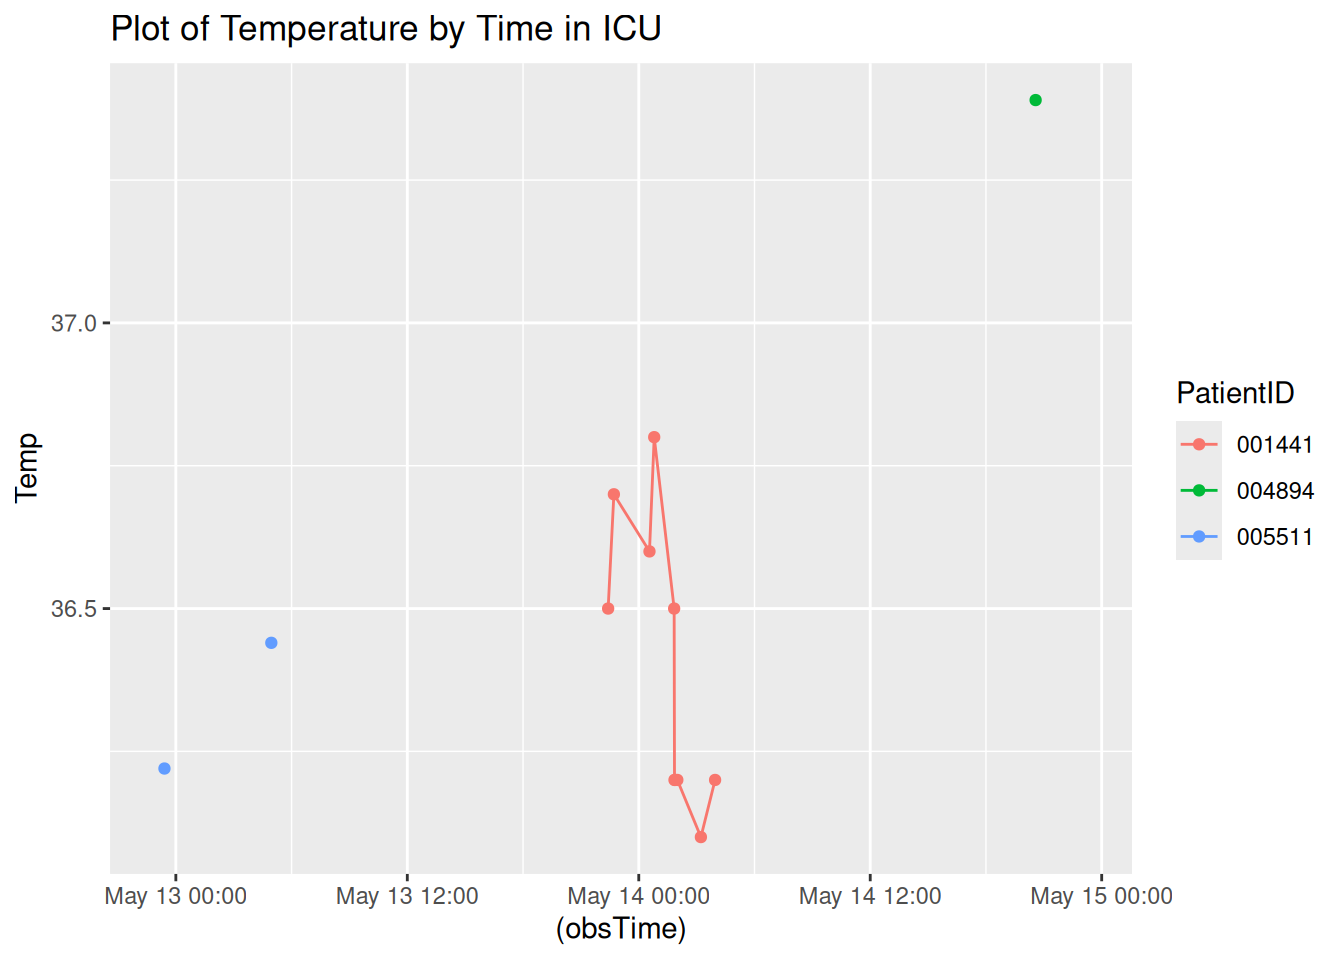 Plot of Temperature by Time in ICU
37.0
36.5
Temp
May 13 00:00
May 13 12:00
May 14 00:00
May 14 12:00
May 15 00:00
(obsTime)
PatientID
001441
004894
005511